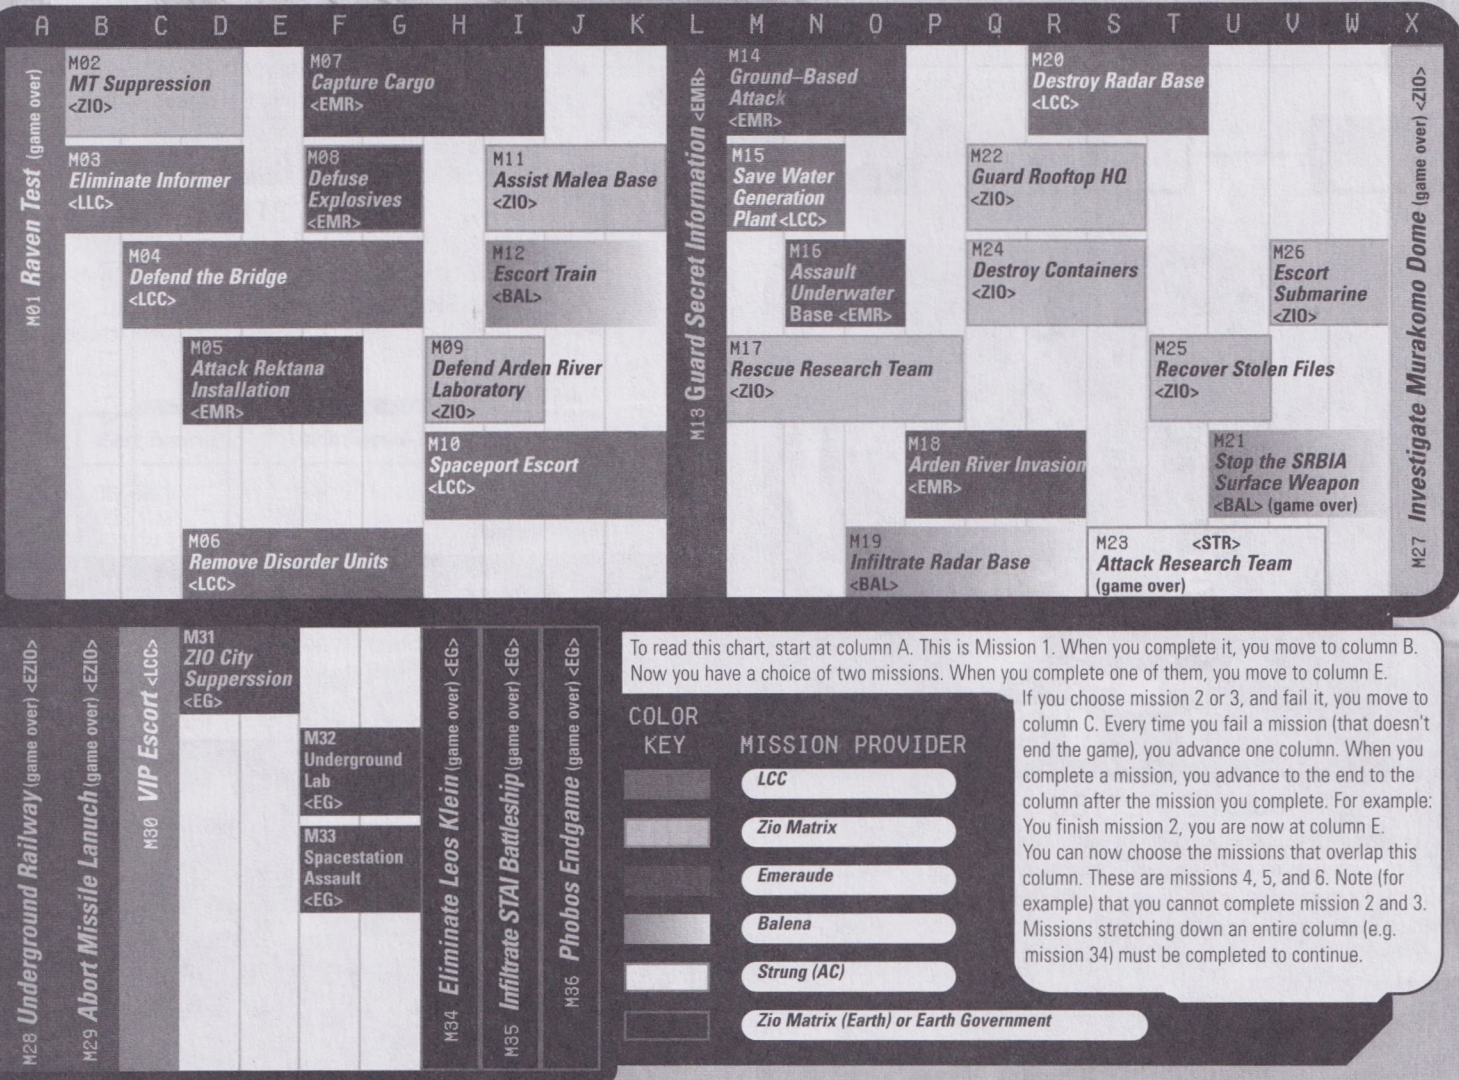 A B C D E F G H I J K L M N O P Q R S T U V W X
M01 Raven Test (game over)
M02
MT Suppression
<ZIO>
M03
Eliminate Informer
<LLC>
M04
Defend the Bridge
<LCC>
M05
Attack Rektana
Installation
<EMR>
M06
Remove Disorder Units
<LCC>
M07
Capture Cargo
<EMR>
M08
Defuse
Explosives
<EMR>
M09
Defend Arden River
Laboratory
<ZIO>
M10
Spaceport Escort
<LCC>
M11
Assist Malea Base
<ZIO>
M12
Escort Train
<BAL>
M13 Guard Secret Information <EMR>
M14
Ground–Based
Attack
<EMR>
M15
Save Water
Generation
Plant <LCC>
M16
Assault
Underwater
Base <EMR>
M17
Rescue Research Team
<ZIO>
M18
Arden River Invasion
<EMR>
M19
Infiltrate Radar Base
<BAL>
M20
Destroy Radar Base
<LCC>
M22
Guard Rooftop HQ
<ZIO>
M24
Destroy Containers
<ZIO>
M25
Recover Stolen Files
<ZIO>
M26
Escort
Submarine
<ZIO>
M21
Stop the SRBIA
Surface Weapon
<BAL> (game over)
M23 <STR>
Attack Research Team
(game over)
M27 Investigate Murakomo Dome (game over) <ZIO>
M28 Underground Railway (game over) <EZIO>
M29 Abort Missile Lanuch (game over) <EZIO>
M30 VIP Escort <LCC>
M31
ZIO City
Supperssion
<EG>
M32
Underground
Lab
<EG>
M33
Spacestation
Assault
<EG>
M34 Eliminate Leos Klein (game over) <EG>
M35 Infiltrate STAI Battleship (game over) <EG>
M36 Phobos Endgame (game over) <EG>
To read this chart, start at column A. This is Mission 1. When you complete it, you move to column B.
Now you have a choice of two missions. When you complete one of them, you move to column E.
If you choose mission 2 or 3, and fail it, you move to
column C. Every time you fail a mission (that doesn't
end the game), you advance one column. When you
complete a mission, you advance to the end to the
column after the mission you complete. For example:
You finish mission 2, you are now at column E.
You can now choose the missions that overlap this
column. These are missions 4, 5, and 6. Note (for
example) that you cannot complete mission 2 and 3.
Missions stretching down an entire column (e.g.
mission 34) must be completed to continue.
COLOR
KEY
MISSION PROVIDER
LCC
Zio Matrix
Emeraude
Balena
Strung (AC)
Zio Matrix (Earth) or Earth Government